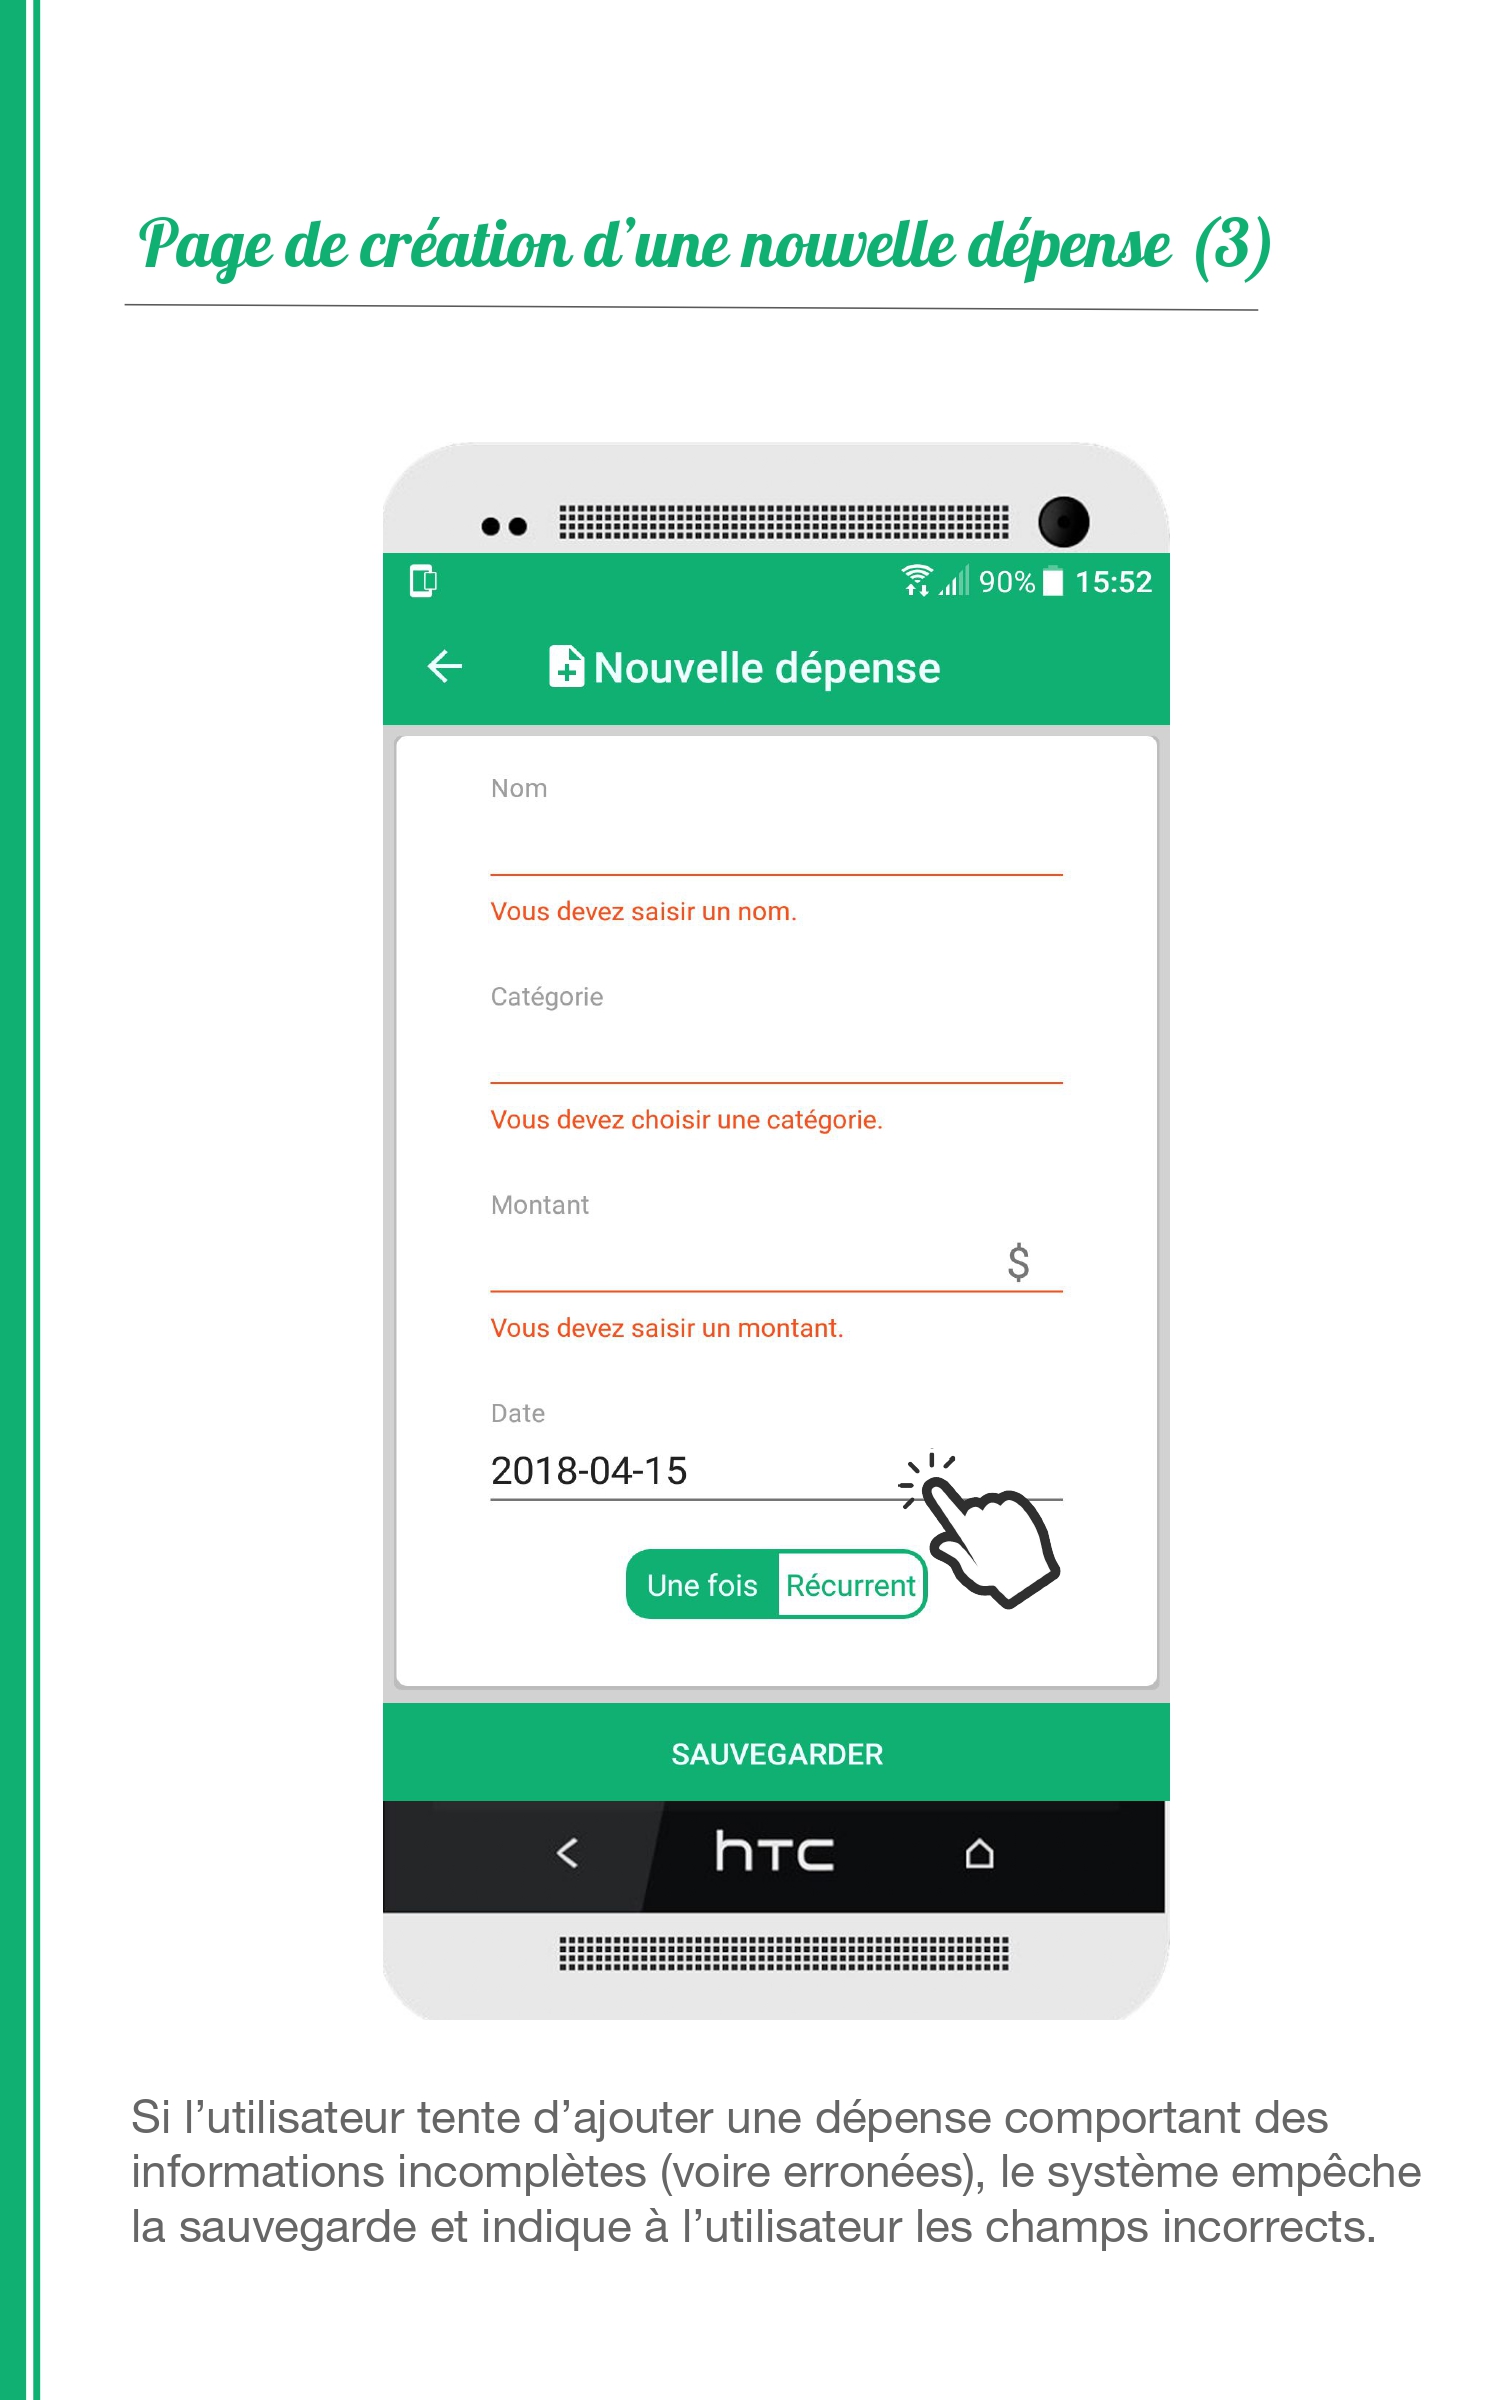 Page de création d’une nouvelle dépense (3)
90% 15:52
Nouvelle dépense
Nom
Vous devez saisir un nom.
Catégorie
Vous devez choisir une catégorie.
Montant
$
Vous devez saisir un montant.
Date
2018-04-15
Une fois Récurrent
SAUVEGARDER
hTC
Si l’utilisateur tente d’ajouter une dépense comportant des
informations incomplètes (voire erronées), le système empêche
la sauvegarde et indique à l’utilisateur les champs incorrects.